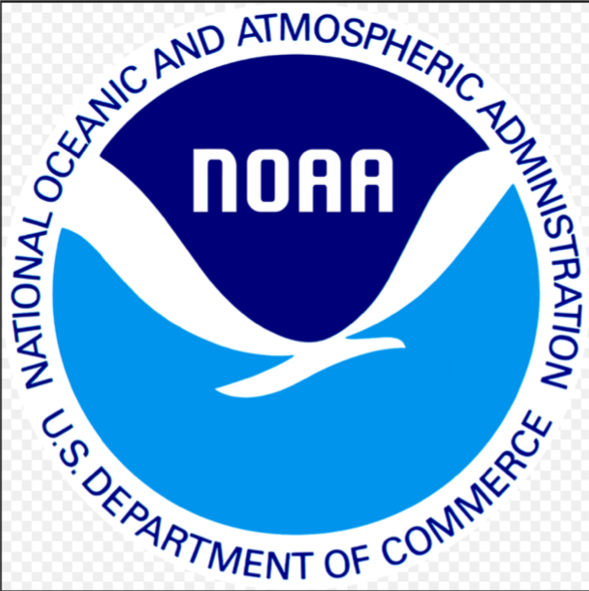 NATIONAL OCEANIC AND ATMOSPHERIC ADMINISTRATION
NOAA
U.S. DEPARTMENT OF COMMERCE